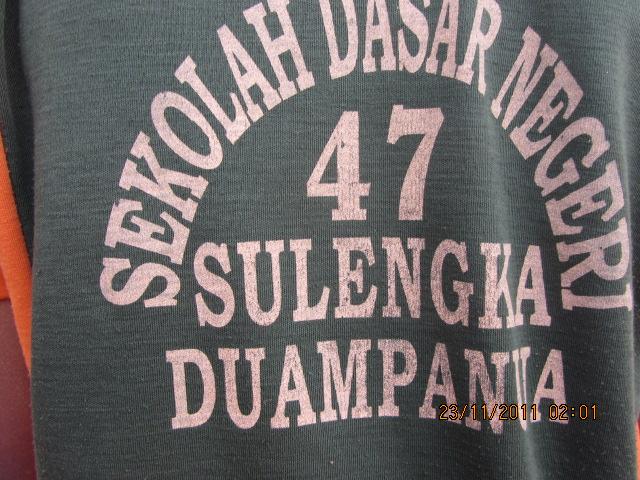 SEKOLAH DASAR NEGERI
47
SULENGKA
DUAMPANUA
23/11/2011 02:01